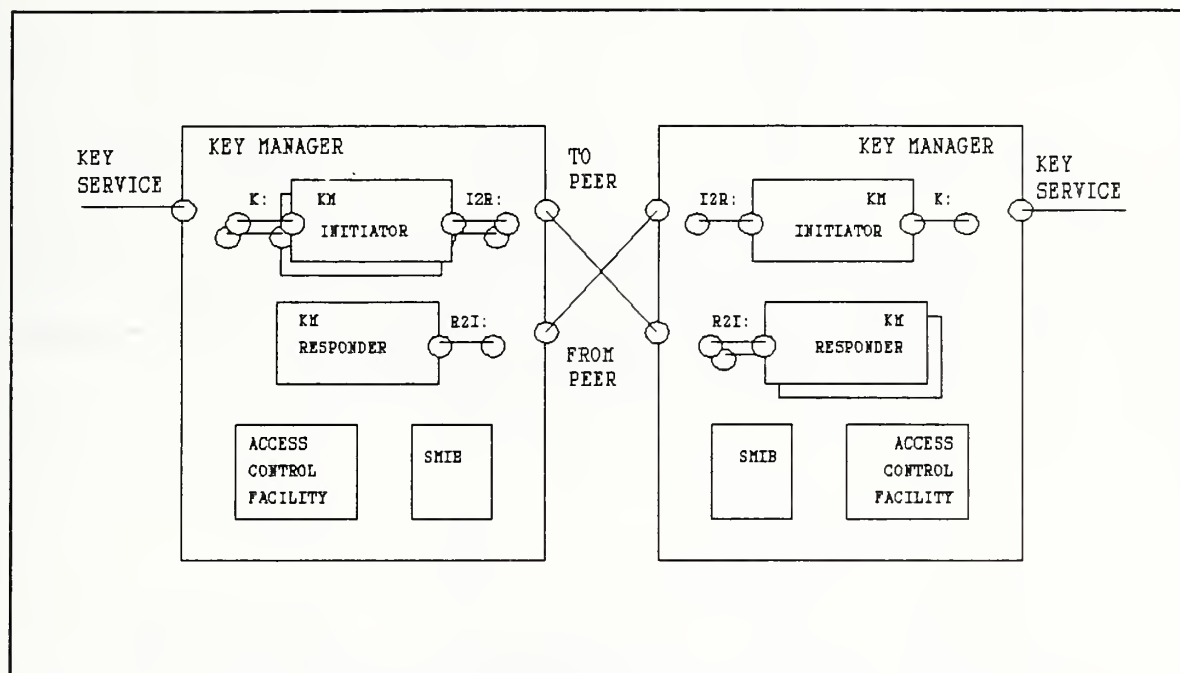 KEY
SERVICE
KEY MANAGER
K:
KM
INITIATOR
I2R:
KM
RESPONDER
R2I:
ACCESS
CONTROL
FACILITY
SMIB
TO
PEER
FROM
PEER
KEY MANAGER
I2R:
KM
INITIATOR
K:
R2I:
KM
RESPONDER
SMIB
ACCESS
CONTROL
FACILITY
KEY
SERVICE